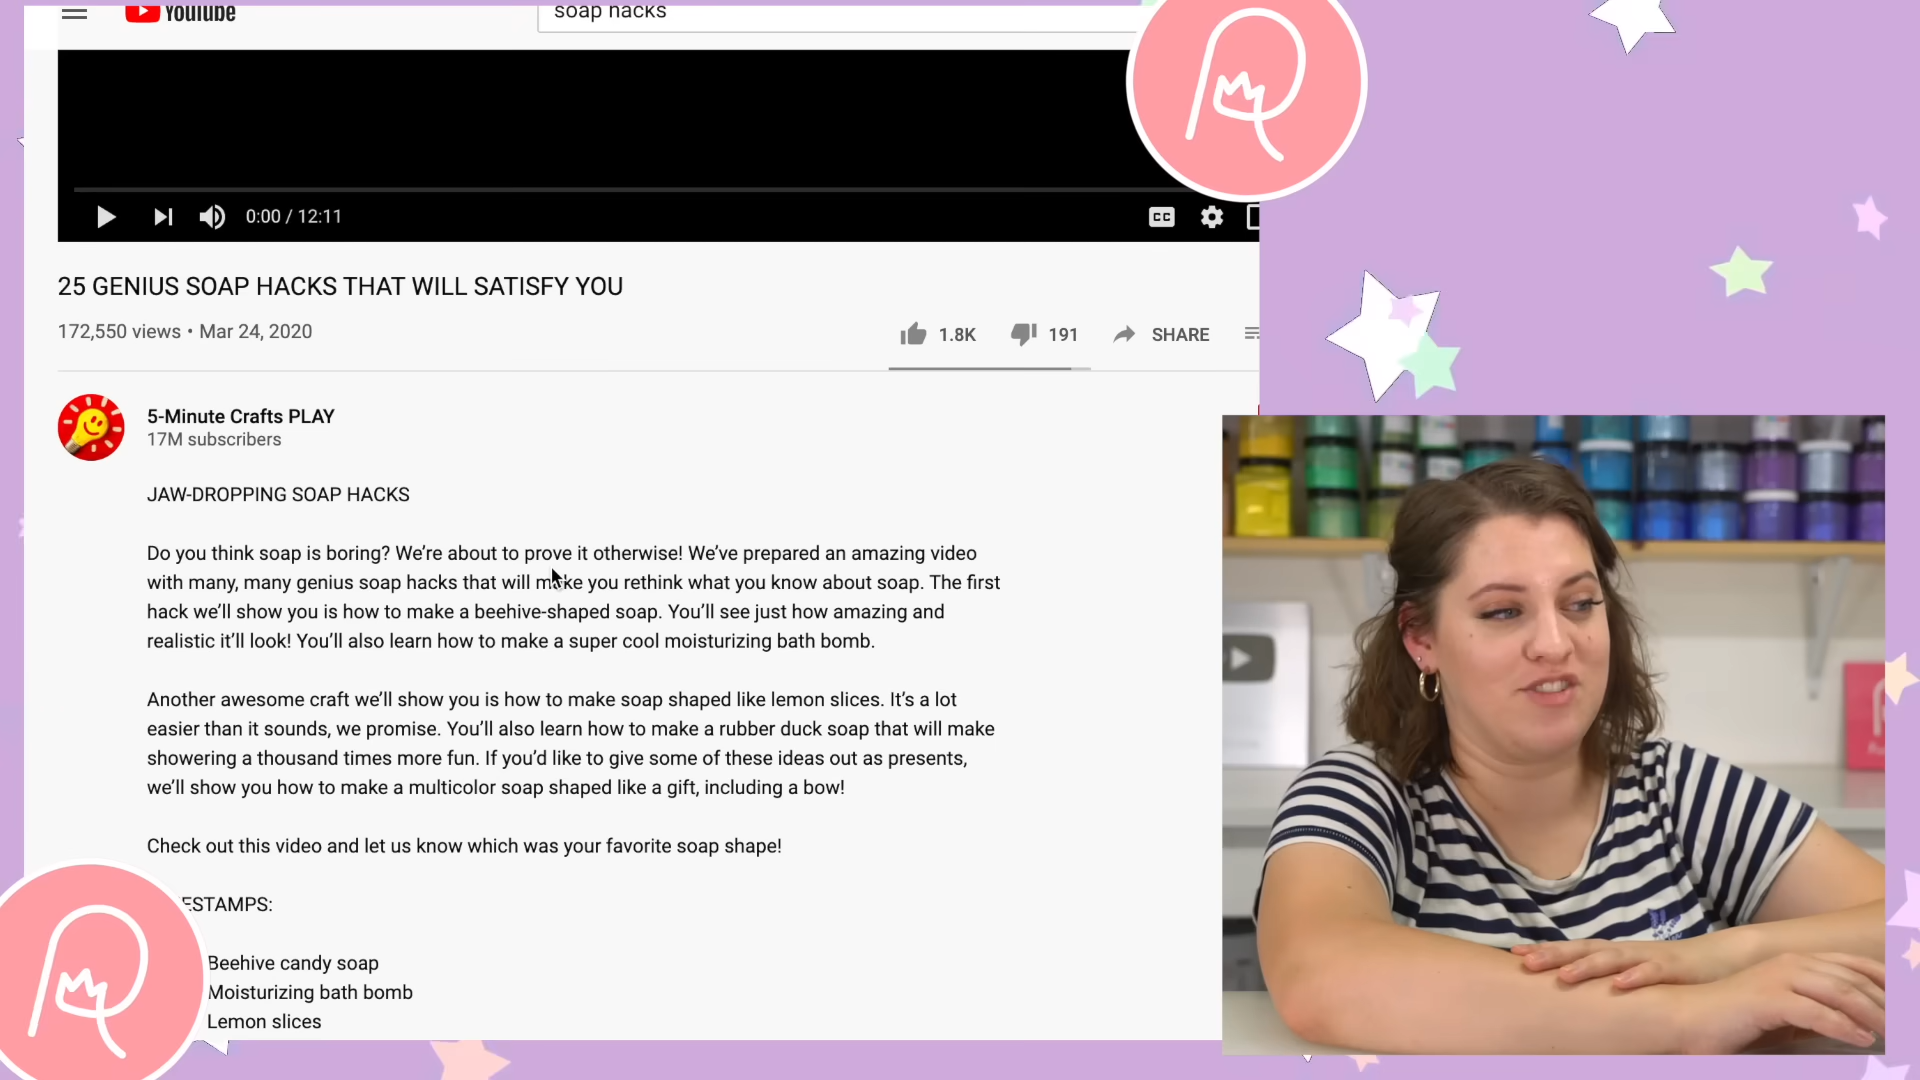 YouTube
soap hacks
0:00 / 12:11
CC
25 GENIUS SOAP HACKS THAT WILL SATISFY YOU
172,550 views • Mar 24, 2020
1.8K
191
SHARE
5-Minute Crafts PLAY
17M subscribers
JAW-DROPPING SOAP HACKS
Do you think soap is boring? We’re about to prove it otherwise! We’ve prepared an amazing video
with many, many genius soap hacks that will make you rethink what you know about soap. The first
hack we’ll show you is how to make a beehive-shaped soap. You’ll see just how amazing and
realistic it’ll look! You’ll also learn how to make a super cool moisturizing bath bomb.
Another awesome craft we’ll show you is how to make soap shaped like lemon slices. It’s a lot
easier than it sounds, we promise. You’ll also learn how to make a rubber duck soap that will make
showering a thousand times more fun. If you’d like to give some of these ideas out as presents,
we’ll show you how to make a multicolor soap shaped like a gift, including a bow!
Check out this video and let us know which was your favorite soap shape!
ESTAMPS:
Beehive candy soap
Moisturizing bath bomb
Lemon slices